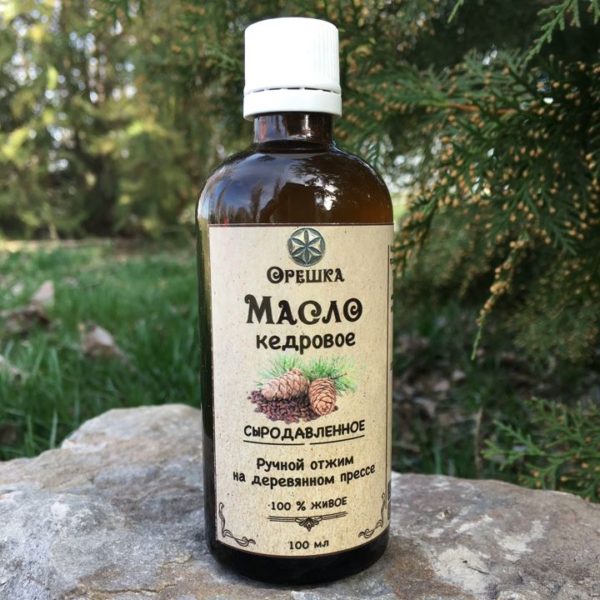 Орешка
Масло
кедровое
сыродавленное
Ручной отжим
на деревянном прессе
-100 % живое
100 мл